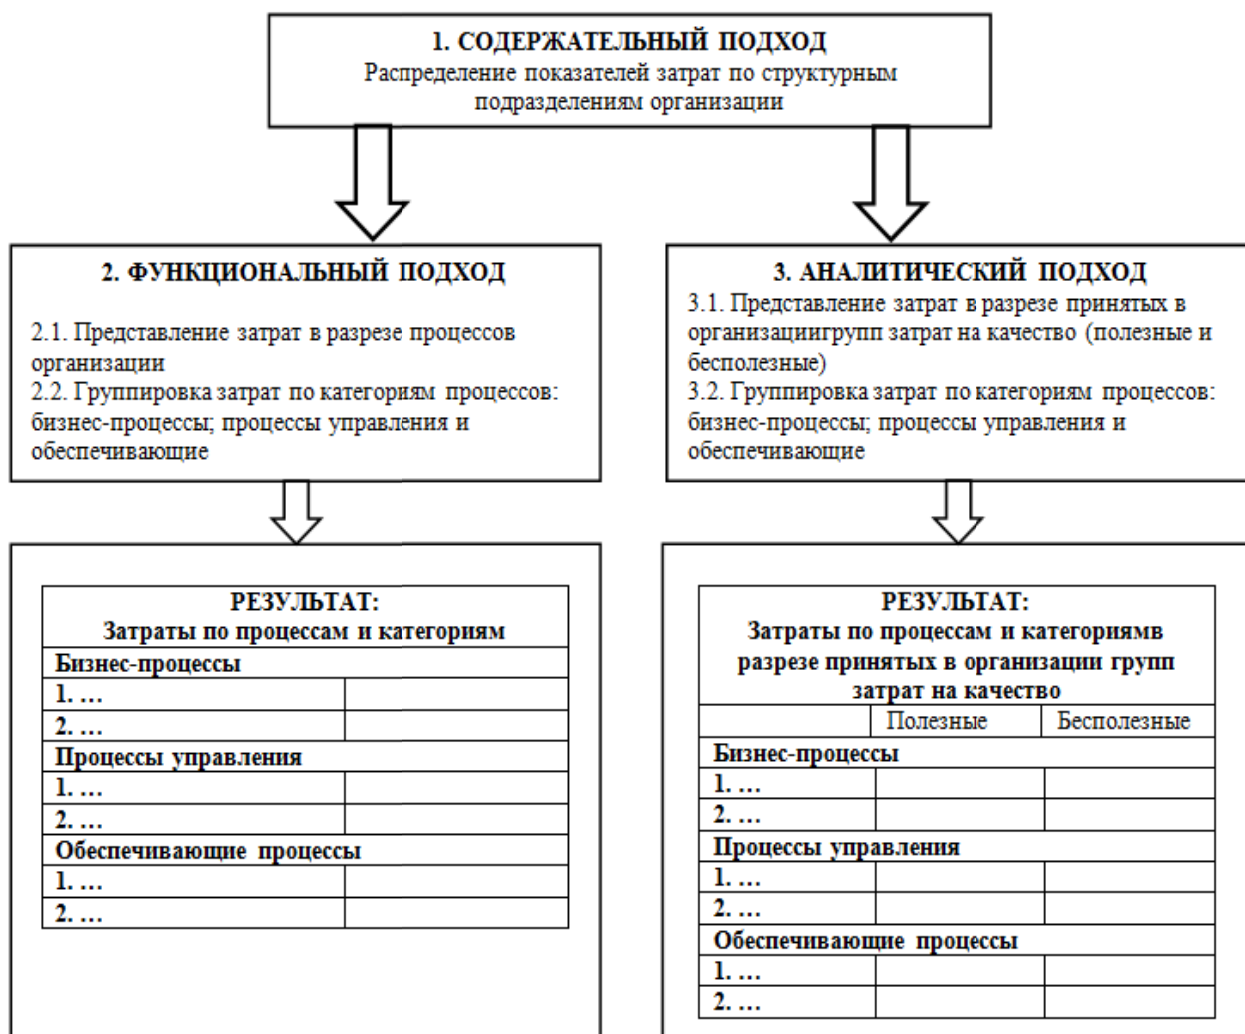 1. СОДЕРЖАТЕЛЬНЫЙ ПОДХОД
Распределение показателей затрат по структурным
подразделениям организации
2. ФУНКЦИОНАЛЬНЫЙ ПОДХОД
2.1. Представление затрат в разрезе процессов
организации
2.2. Группировка затрат по категориям процессов:
бизнес-процессы; процессы управления и
обеспечивающие
3. АНАЛИТИЧЕСКИЙ ПОДХОД
3.1. Представление затрат в разрезе принятых в
организациигрупп затрат на качество (полезные и
бесполезные)
3.2. Группировка затрат по категориям процессов:
бизнес-процессы; процессы управления и
обеспечивающие
РЕЗУЛЬТАТ:
Затраты по процессам и категориям
Бизнес-процессы
1. …
2. …
Процессы управления
1. …
2. …
Обеспечивающие процессы
1. …
2. …
РЕЗУЛЬТАТ:
Затраты по процессам и категориямв
разрезе принятых в организации групп
затрат на качество
Полезные Бесполезные
Бизнес-процессы
1. …
2. …
Процессы управления
1. …
2. …
Обеспечивающие процессы
1. …
2. …